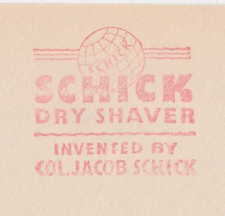 SCHICK
SCHICK
DRY SHAVER
INVENTED BY
COL. JACOB SCHICK